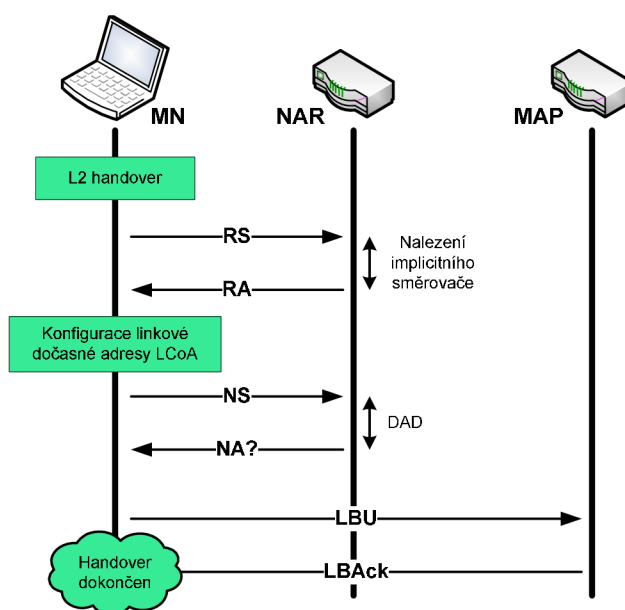 MN
NAR
MAP
L2 handover
RS
Nalezení
implicitního
směrovače
RA
Konfigurace linkové
dočasné adresy LCoA
NS
DAD
NA?
LBU
Handover
dokončen
LBAck